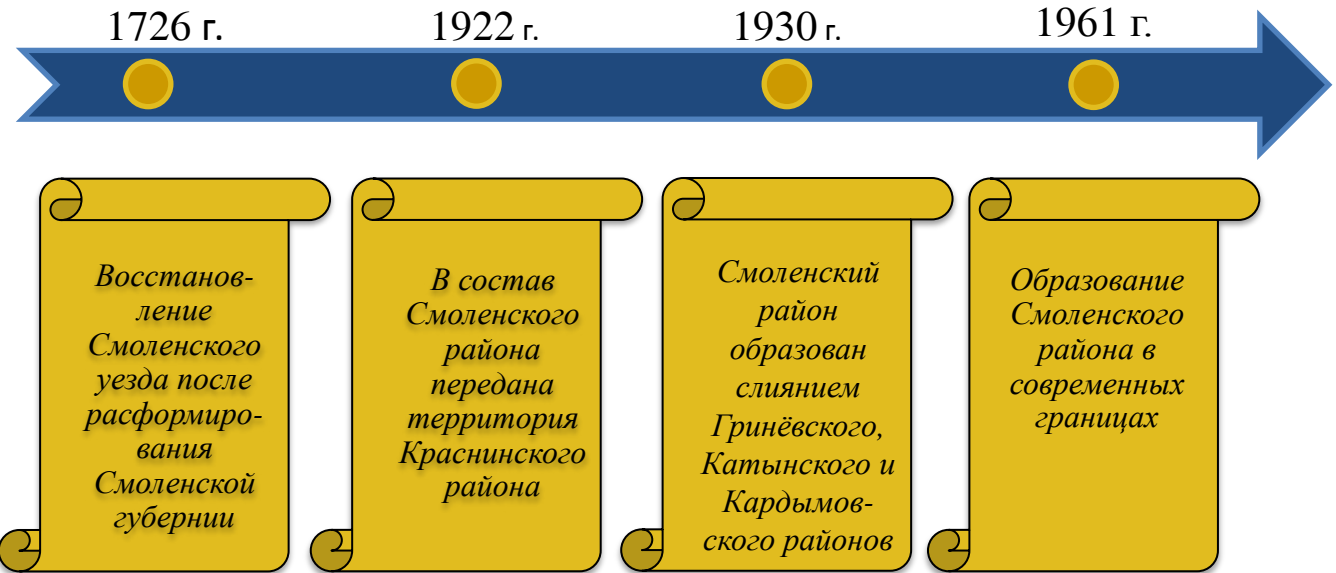 1726 г.
1922 г.
1930 г.
1961 г.
Восстанов-
ление
Смоленского
уезда после
расформиро-
вания
Смоленской
губернии
В состав
Смоленского
района
передана
территория
Краснинского
района
Смоленский
район
образован
слиянием
Гринёвского,
Катынского и
Кардымов-
ского районов
Образование
Смоленского
района в
современных
границах